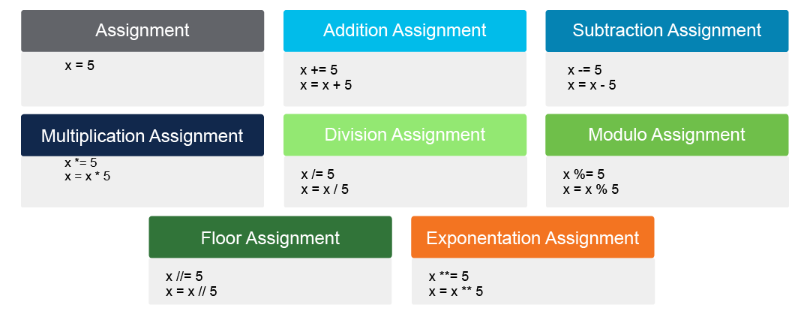 Assignment
x = 5
Addition Assignment
x += 5
x = x + 5
Subtraction Assignment
x -= 5
x = x - 5
Multiplication Assignment
x *= 5
x = x * 5
Division Assignment
x /= 5
x = x / 5
Modulo Assignment
x %= 5
x = x % 5
Floor Assignment
x //= 5
x = x // 5
Exponentation Assignment
x **= 5
x = x ** 5